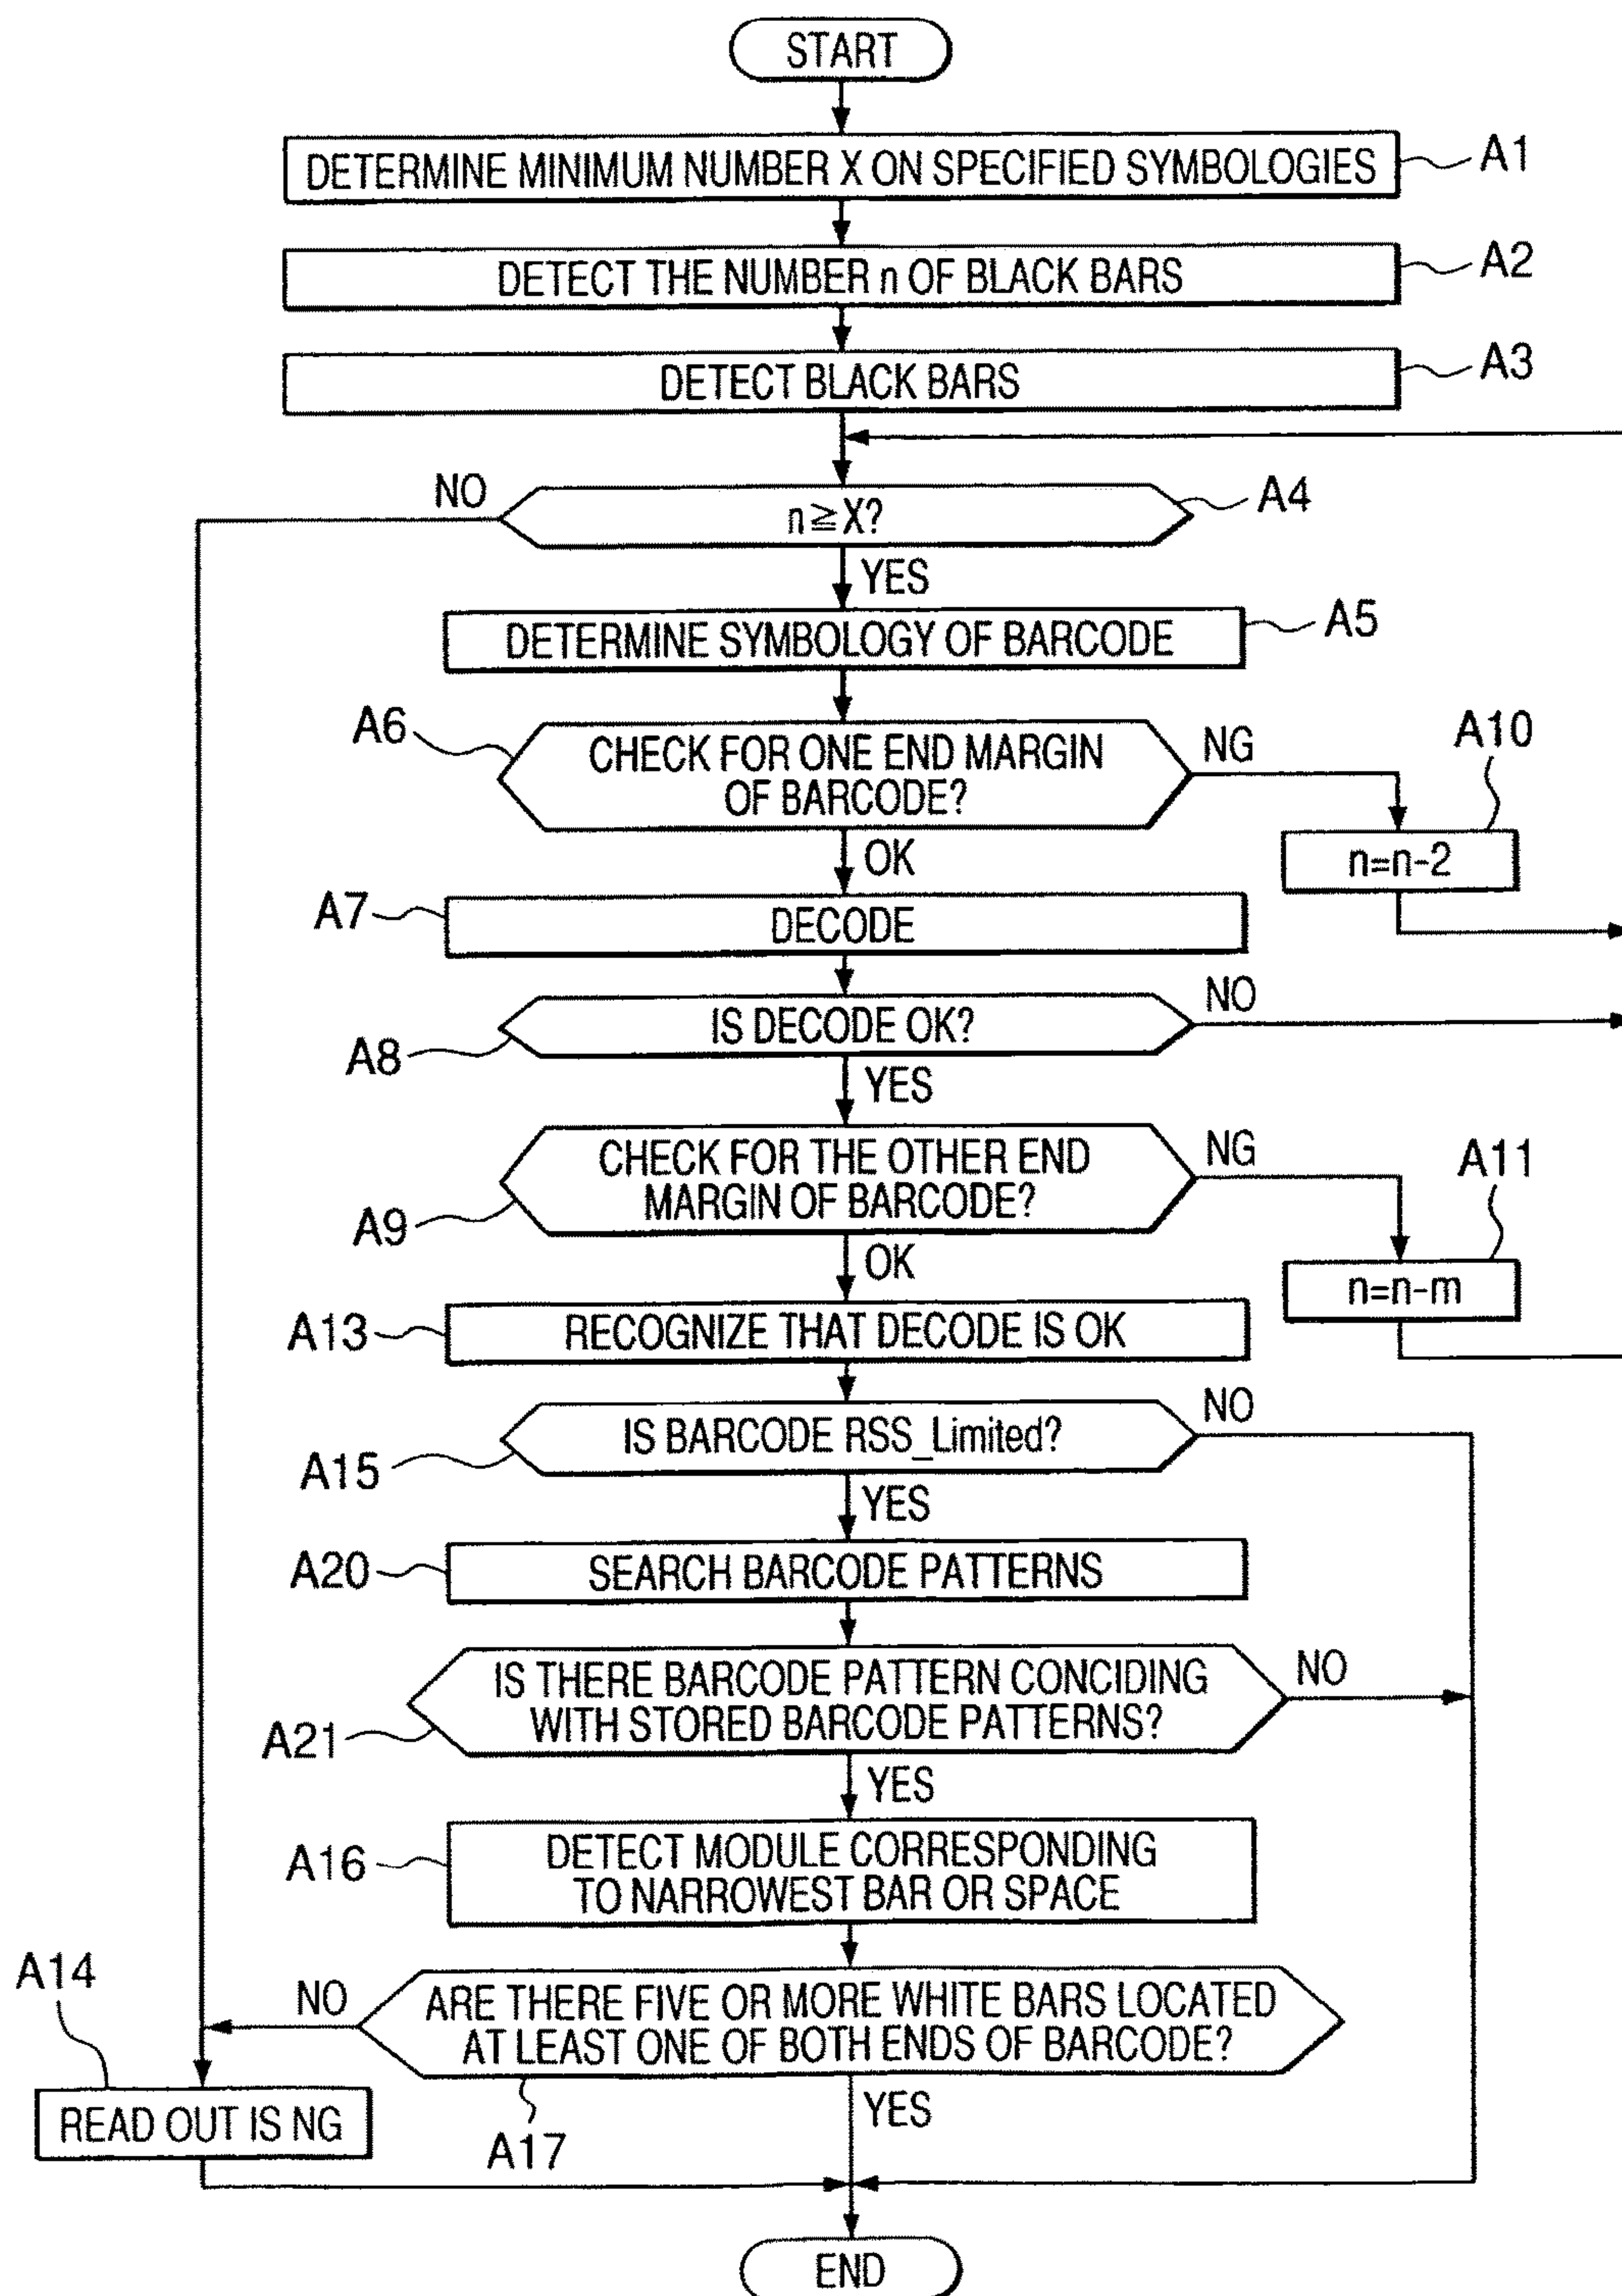 START
DETERMINE MINIMUM NUMBER X ON SPECIFIED SYMBOLOGIES
A1
DETECT THE NUMBER n OF BLACK BARS
A2
DETECT BLACK BARS
A3
NO
n≧X?
A4
YES
DETERMINE SYMBOLOGY OF BARCODE
A5
A6
CHECK FOR ONE END MARGIN
OF BARCODE?
NG
A10
OK
n=n-2
A7
DECODE
A8
IS DECODE OK?
NO
YES
A9
CHECK FOR THE OTHER END
MARGIN OF BARCODE?
NG
A11
OK
n=n-m
A13
RECOGNIZE THAT DECODE IS OK
A15
IS BARCODE RSS_Limited?
NO
YES
A20
SEARCH BARCODE PATTERNS
A21
IS THERE BARCODE PATTERN CONCIDING
WITH STORED BARCODE PATTERNS?
NO
YES
A16
DETECT MODULE CORRESPONDING
TO NARROWEST BAR OR SPACE
A14
NO
ARE THERE FIVE OR MORE WHITE BARS LOCATED
AT LEAST ONE OF BOTH ENDS OF BARCODE?
READ OUT IS NG
A17
YES
END